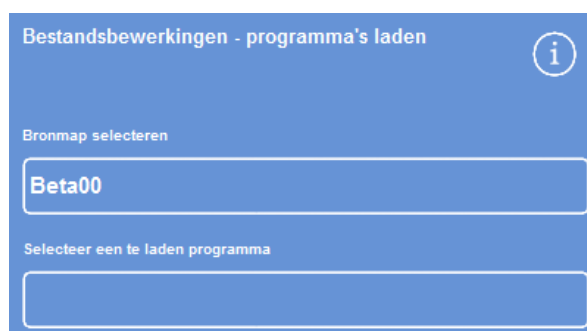 Bestandsbewerkingen - programma's laden
i
Bronmap selecteren
Beta00
Selecteer een te laden programma